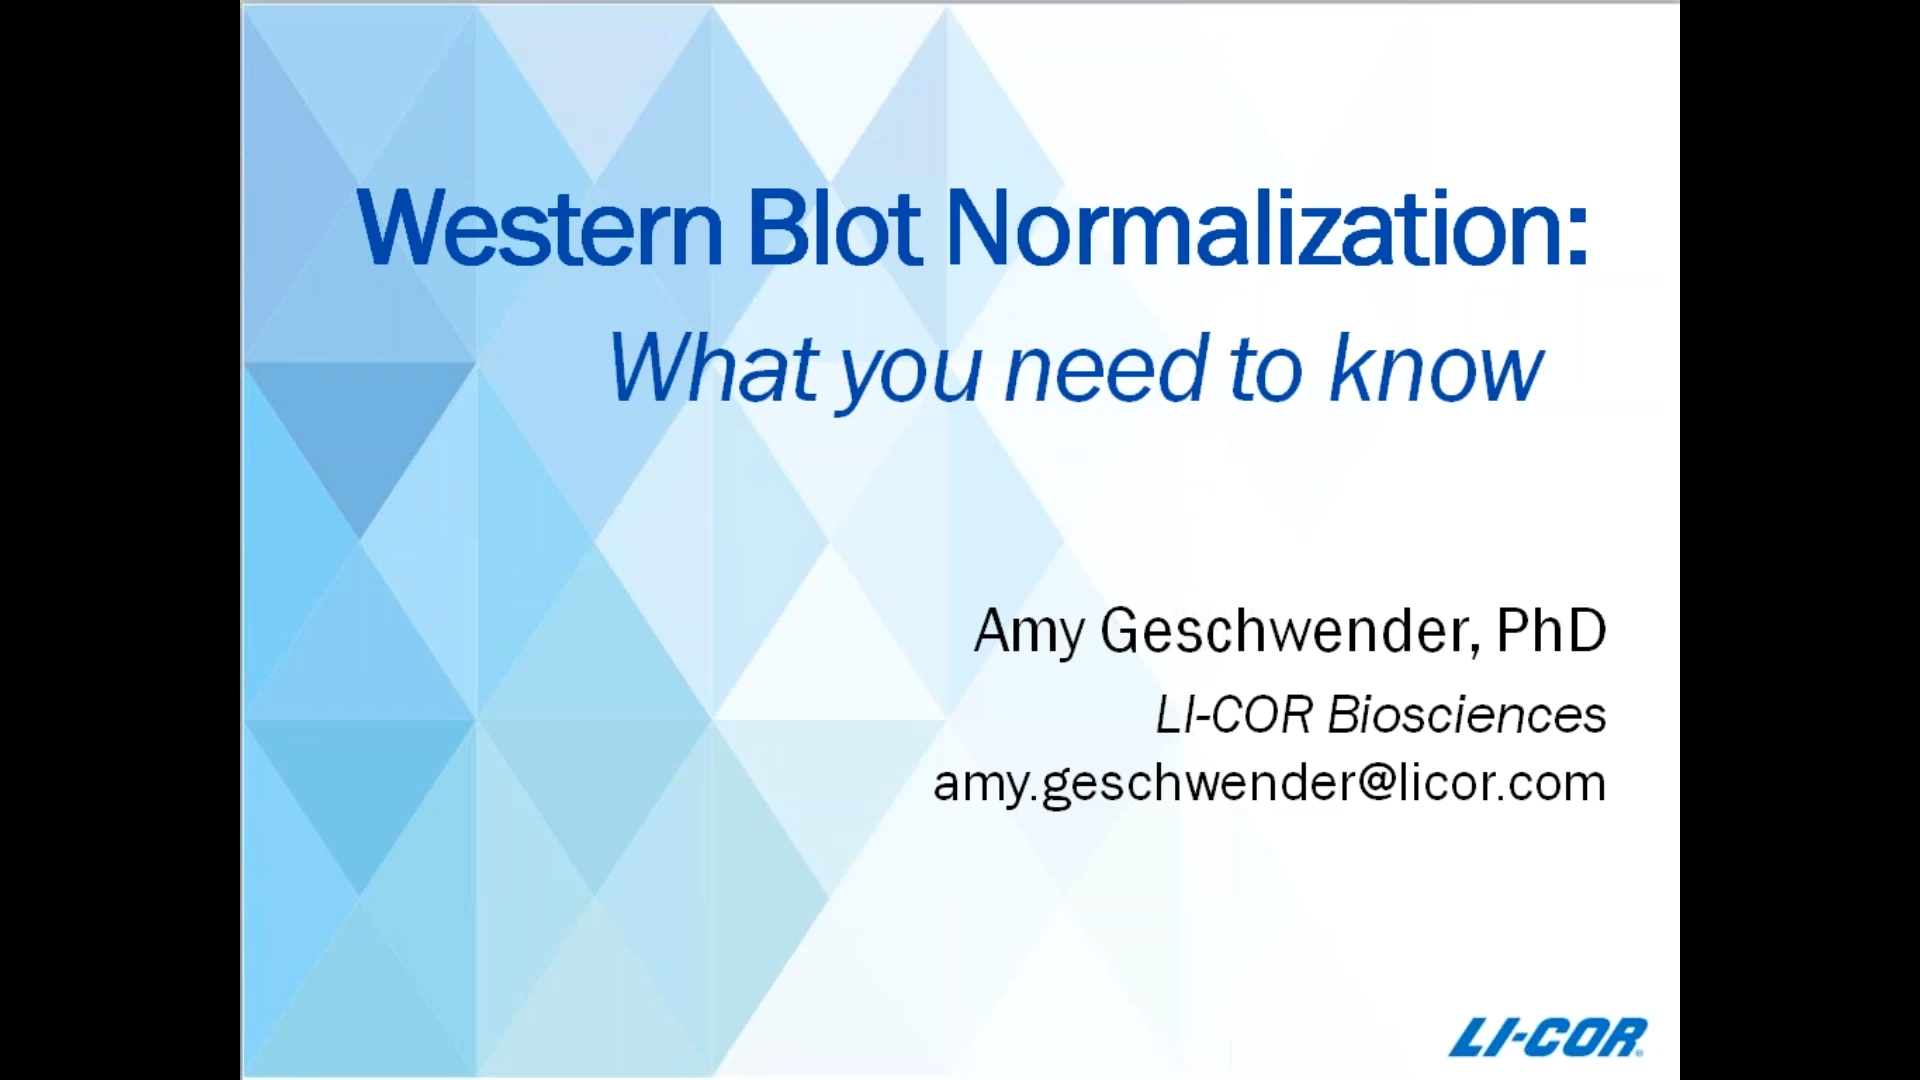 Western Blot Normalization:
What you need to know
Amy Geschwender, PhD
LI-COR Biosciences
amy.geschwender@licor.com
LI-COR®